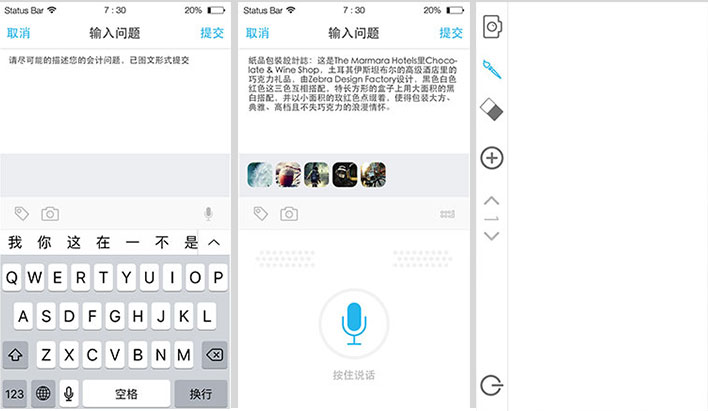 Status Bar 7:30 20%
取消 输入问题 提交
请尽可能的描述您的会计问题，已图文形式提交
我 你 这 在 一 不 是
Q W E R T Y U I O P
A S D F G H J K L
Z X C V B N M
123 空格 换行
Status Bar 7:30 20%
取消 输入问题 提交
纸品包裝設計誌：这是The Marmara Hotels里Choco-
late & Wine Shop，土耳其伊斯坦布尔的高级酒店里的
巧克力礼品，由Zebra Design Factory设计，黑色白色
红色这三色互相搭配，特长方形的盒子上用大面积的黑
白搭配，并以小面积的玫红色点缀着，使得包装大方、
典雅、高档且不失巧克力的浪漫情怀。
按住说话
1